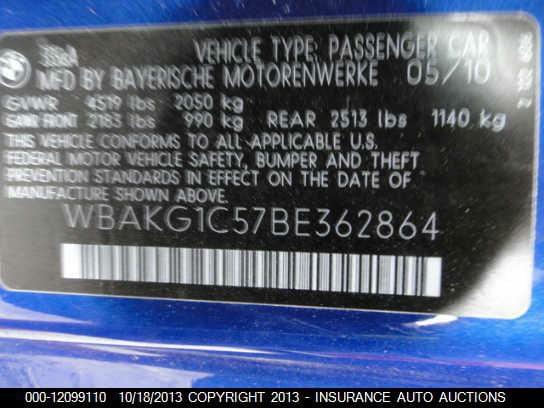 VEHICLE TYPE: PASSENGER CAR
MFD BY BAYERISCHE MOTORENWERKE 05/10
GVWR 4519 lbs 2050 kg
GAWR FRONT 2183 lbs 990 kg REAR 2513 lbs 1140 kg
THIS VEHICLE CONFORMS TO ALL APPLICABLE U.S.
FEDERAL MOTOR VEHICLE SAFETY, BUMPER AND THEFT
PREVENTION STANDARDS IN EFFECT ON THE DATE OF
MANUFACTURE SHOWN ABOVE.
WBAKG1C57BE362864
000-12099110 10/18/2013 COPYRIGHT 2013 - INSURANCE AUTO AUCTIONS